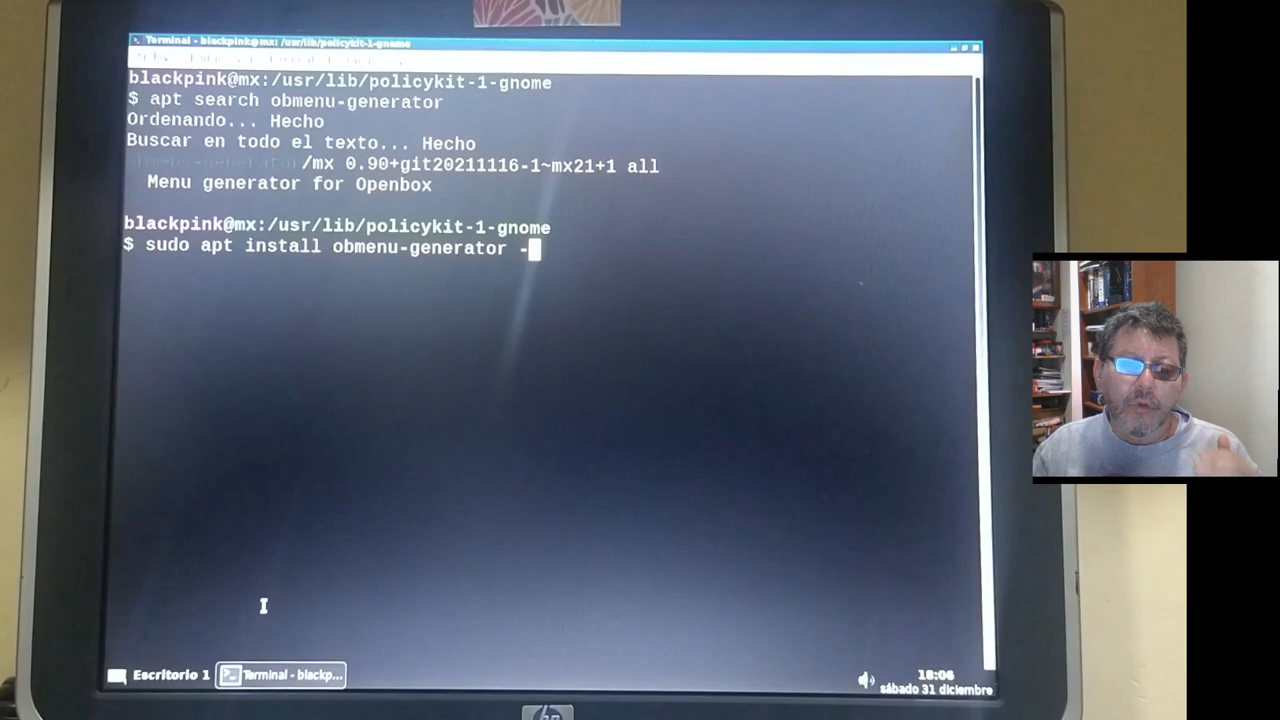 Terminal - blackpink@mx: /usr/lib/policykit-1-gnome
blackpink@mx:/usr/lib/policykit-1-gnome
$ apt search obmenu-generator
Ordenando... Hecho
Buscar en todo el texto... Hecho
obmenu-generator/mx 0.90+git20211116-1~mx21+1 all
Menu generator for Openbox
blackpink@mx:/usr/lib/policykit-1-gnome
$ sudo apt install obmenu-generator -
Escritorio 1
Terminal - blackp...
18:06
sábado 31 diciembre
hp